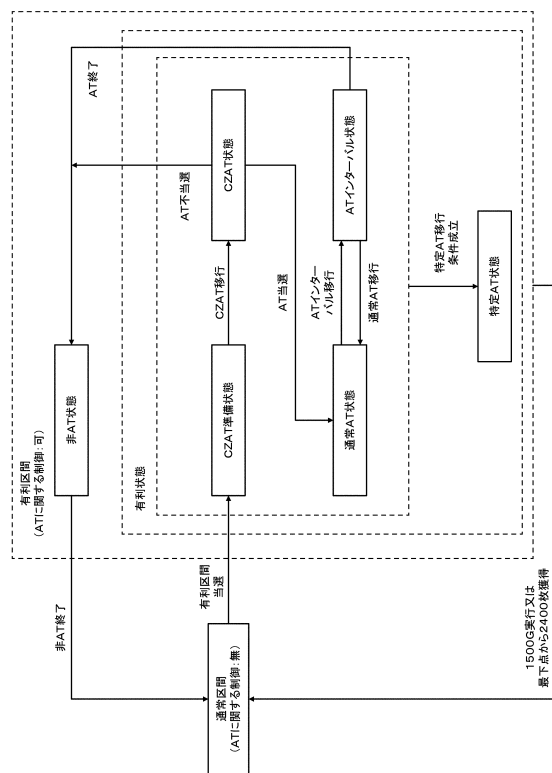 通常区間
(ATに関する制御:無)
非AT終了
有利区間
当選
1500G実行又は
最下点から2400枚獲得
有利区間
(ATに関する制御:可)
非AT状態
有利状態
CZAT準備状態
通常AT状態
AT終了
AT不当選
CZAT移行
AT当選
ATインター
バル移行
通常AT移行
CZAT状態
ATインターバル状態
特定AT移行
条件成立
特定AT状態